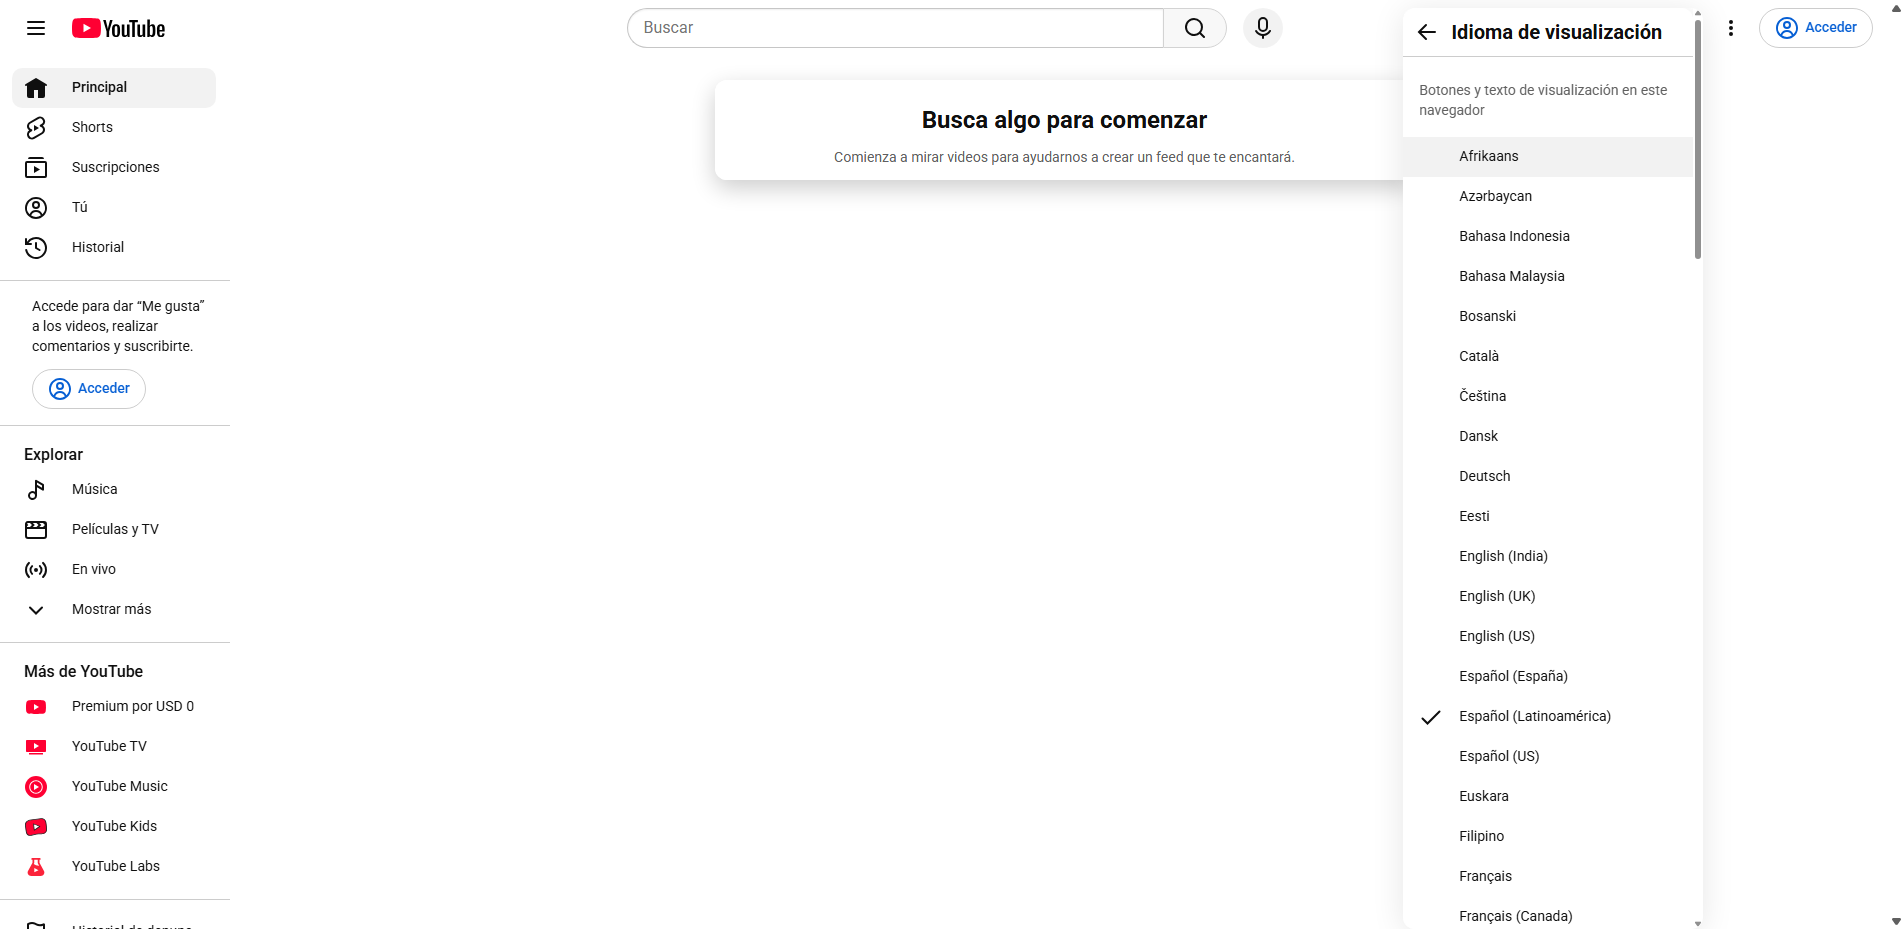 YouTube
Buscar
Acceder
Principal
Shorts
Suscripciones
Tú
Historial
Accede para dar “Me gusta”
a los videos, realizar
comentarios y suscribirte.
Acceder
Explorar
Música
Películas y TV
En vivo
Mostrar más
Más de YouTube
Premium por USD 0
YouTube TV
YouTube Music
YouTube Kids
YouTube Labs
Busca algo para comenzar
Comienza a mirar videos para ayudarnos a crear un feed que te encantará.
Idioma de visualización
Botones y texto de visualización en este
navegador
Afrikaans
Azərbaycan
Bahasa Indonesia
Bahasa Malaysia
Bosanski
Català
Čeština
Dansk
Deutsch
Eesti
English (India)
English (UK)
English (US)
Español (España)
Español (Latinoamérica)
Español (US)
Euskara
Filipino
Français
Français (Canada)